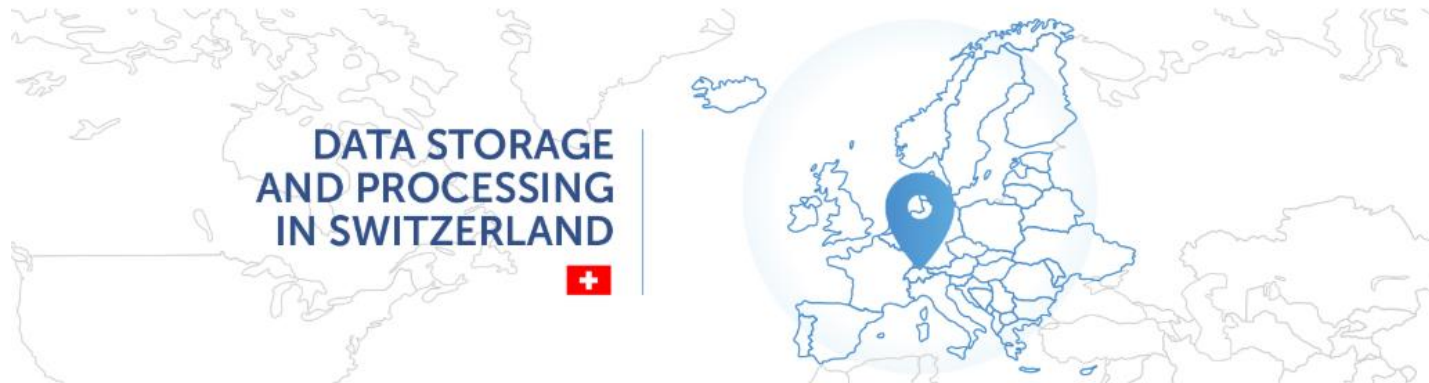 DATA STORAGE
AND PROCESSING
IN SWITZERLAND